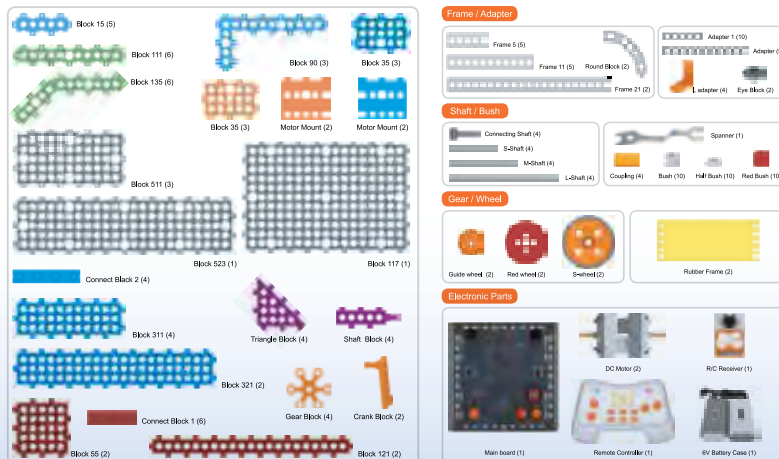 Block 15 (5)
Block 111 (6)
Block 135 (6)
Block 90 (3)
Block 35 (3)
Block 35 (3)
Motor Mount (2)
Motor Mount (2)
Block 511 (3)
Block 523 (1)
Block 117 (1)
Connect Black 2 (4)
Block 311 (4)
Triangle Block (4)
Shaft Block (4)
Block 321 (2)
Gear Block (4)
Crank Block (2)
Connect Block 1 (6)
Block 55 (2)
Block 121 (2)
Frame / Adapter
Frame 5 (5)
Frame 11 (5)
Round Block (2)
Frame 21 (2)
Adapter 1 (10)
Adapter
L adapter (4)
Eye Block (2)
Shaft / Bush
Connecting Shaft (4)
S-Shaft (4)
M-Shaft (4)
L-Shaft (4)
Spanner (1)
Coupling (4)
Bush (10)
Half Bush (10)
Red Bush (10
Gear / Wheel
Guide wheel (2)
Red wheel (2)
S-wheel (2)
Rubber Frame (2)
Electronic Parts
Main board (1)
DC Motor (2)
R/C Receiver (1)
Remote Controller (1)
6V Battery Case (1)